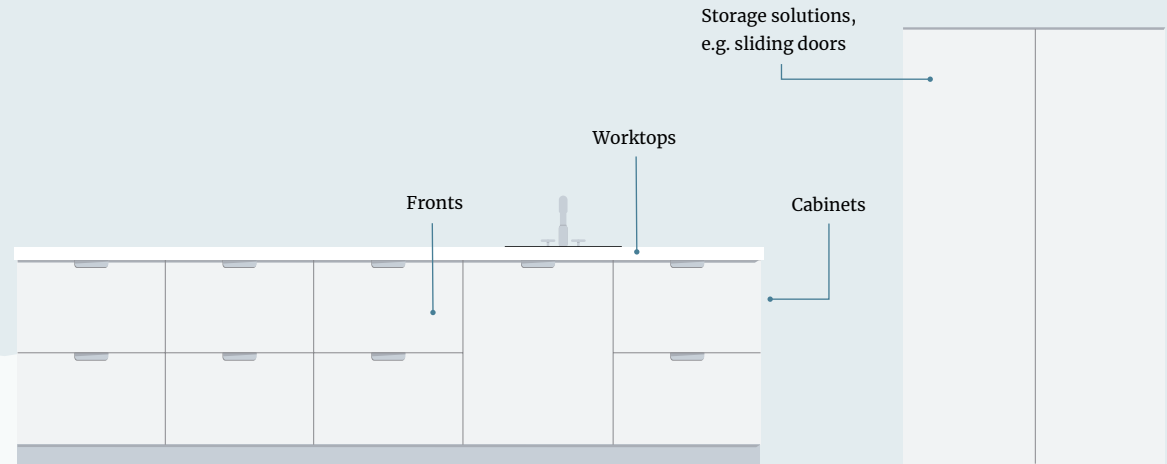 Storage solutions,
e.g. sliding doors
Worktops
Fronts
Cabinets